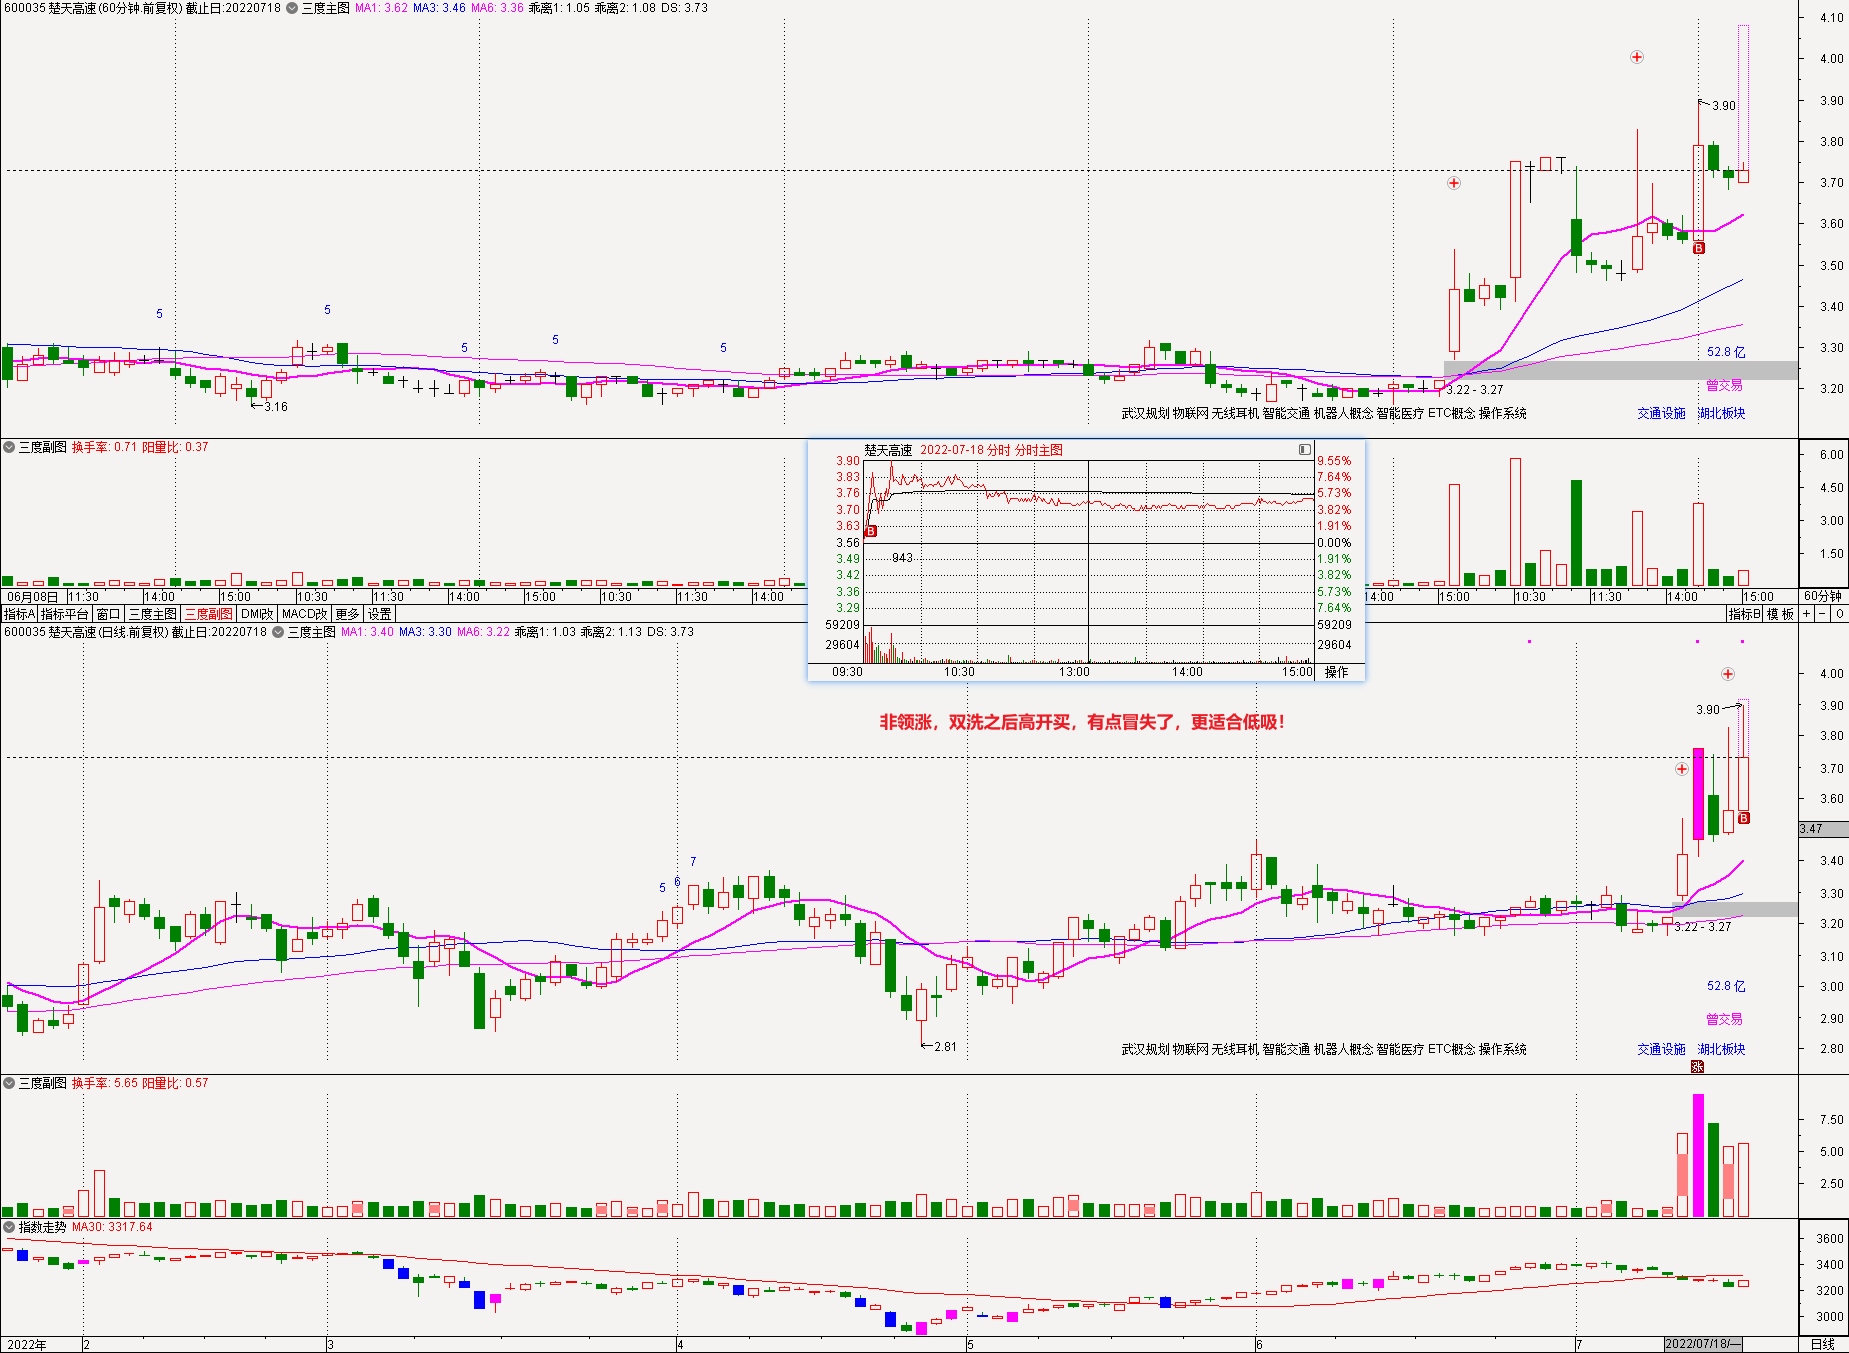 600035 楚天高速(60分钟.前复权) 截止日:20220718 三度主图 MA1: 3.62 MA3: 3.46 MA6: 3.36 乖离1: 1.05 乖离2: 1.08 DS: 3.73
4.10
4.00
3.90
3.90
3.80
3.70
3.60
3.50
3.40
5
5
5
5
5
3.30
52.8 亿
3.20
曾交易
3.22 - 3.27
3.16
武汉规划 物联网 无线耳机 智能交通 机器人概念 智能医疗 ETC概念 操作系统
交通设施 湖北板块
B
三度副图 换手率: 0.71 阳量比: 0.37
6.00
4.50
3.00
1.50
06月08日 11:30 14:00 15:00 10:30 11:30 14:00 15:00 10:30 11:30 14:00 14:00 15:00 10:30 11:30 14:00 15:00 60分钟
楚天高速 2022-07-18 分时 分时主图
3.90 9.55%
3.83 7.64%
3.76 5.73%
3.70 3.82%
3.63 1.91%
B
3.56 0.00%
3.49 943 1.91%
3.42 3.82%
3.36 5.73%
3.29 7.64%
59209 59209
29604 29604
09:30 10:30 13:00 14:00 15:00 操作
指标A 指标平台 窗口 三度主图 三度副图 DMI改 MACD改 更多 设置 指标B 模板 + - 0
600035 楚天高速(日线.前复权) 截止日:20220718 三度主图 MA1: 3.40 MA3: 3.30 MA6: 3.22 乖离1: 1.03 乖离2: 1.13 DS: 3.73
非领涨，双洗之后高开买，有点冒失了，更适合低吸！
4.00
3.90
3.90
3.80
3.70
3.60
B
3.47
3.40
5 6 7
3.30
3.20
3.22 - 3.27
3.10
3.00
52.8 亿
2.90
曾交易
2.81
2.80
武汉规划 物联网 无线耳机 智能交通 机器人概念 智能医疗 ETC概念 操作系统
交通设施 湖北板块
涨
三度副图 换手率: 5.65 阳量比: 0.57
7.50
5.00
2.50
指数走势 MA30: 3317.64
3600
3400
3200
3000
2022年 2 3 4 5 6 7 2022/07/18/一 日线